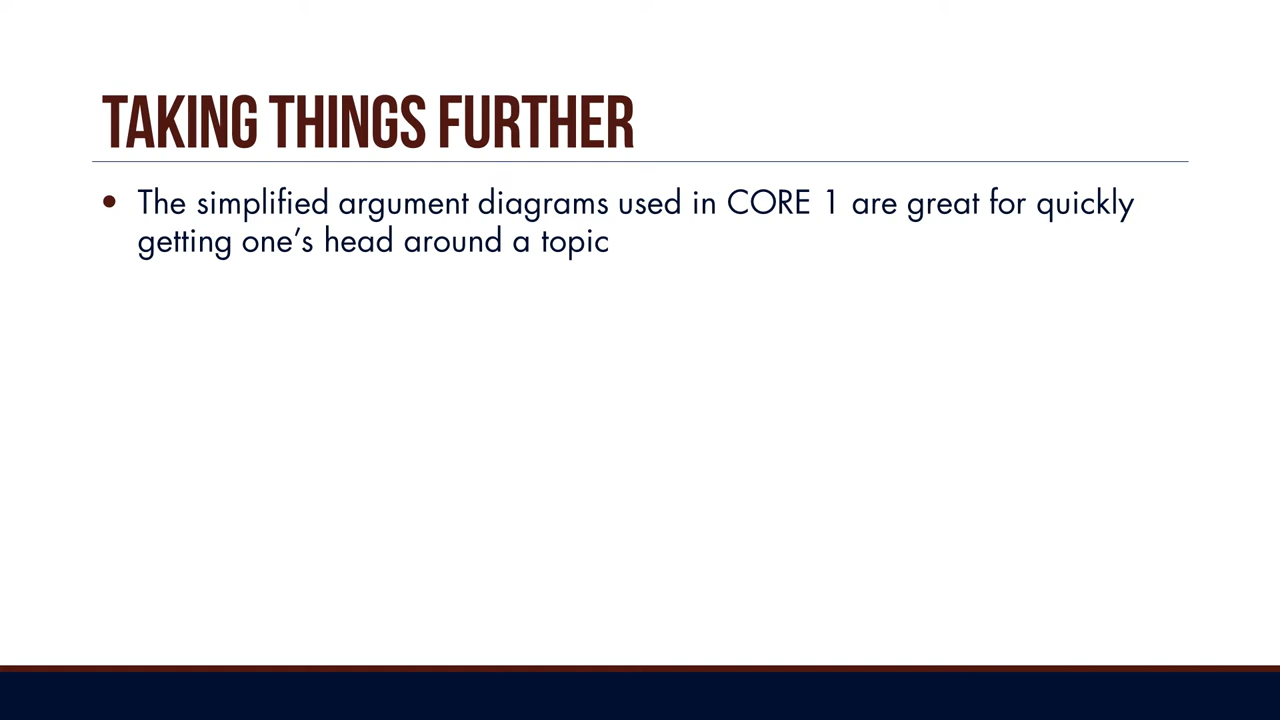 TAKING THINGS FURTHER
• The simplified argument diagrams used in CORE 1 are great for quickly
getting one’s head around a topic